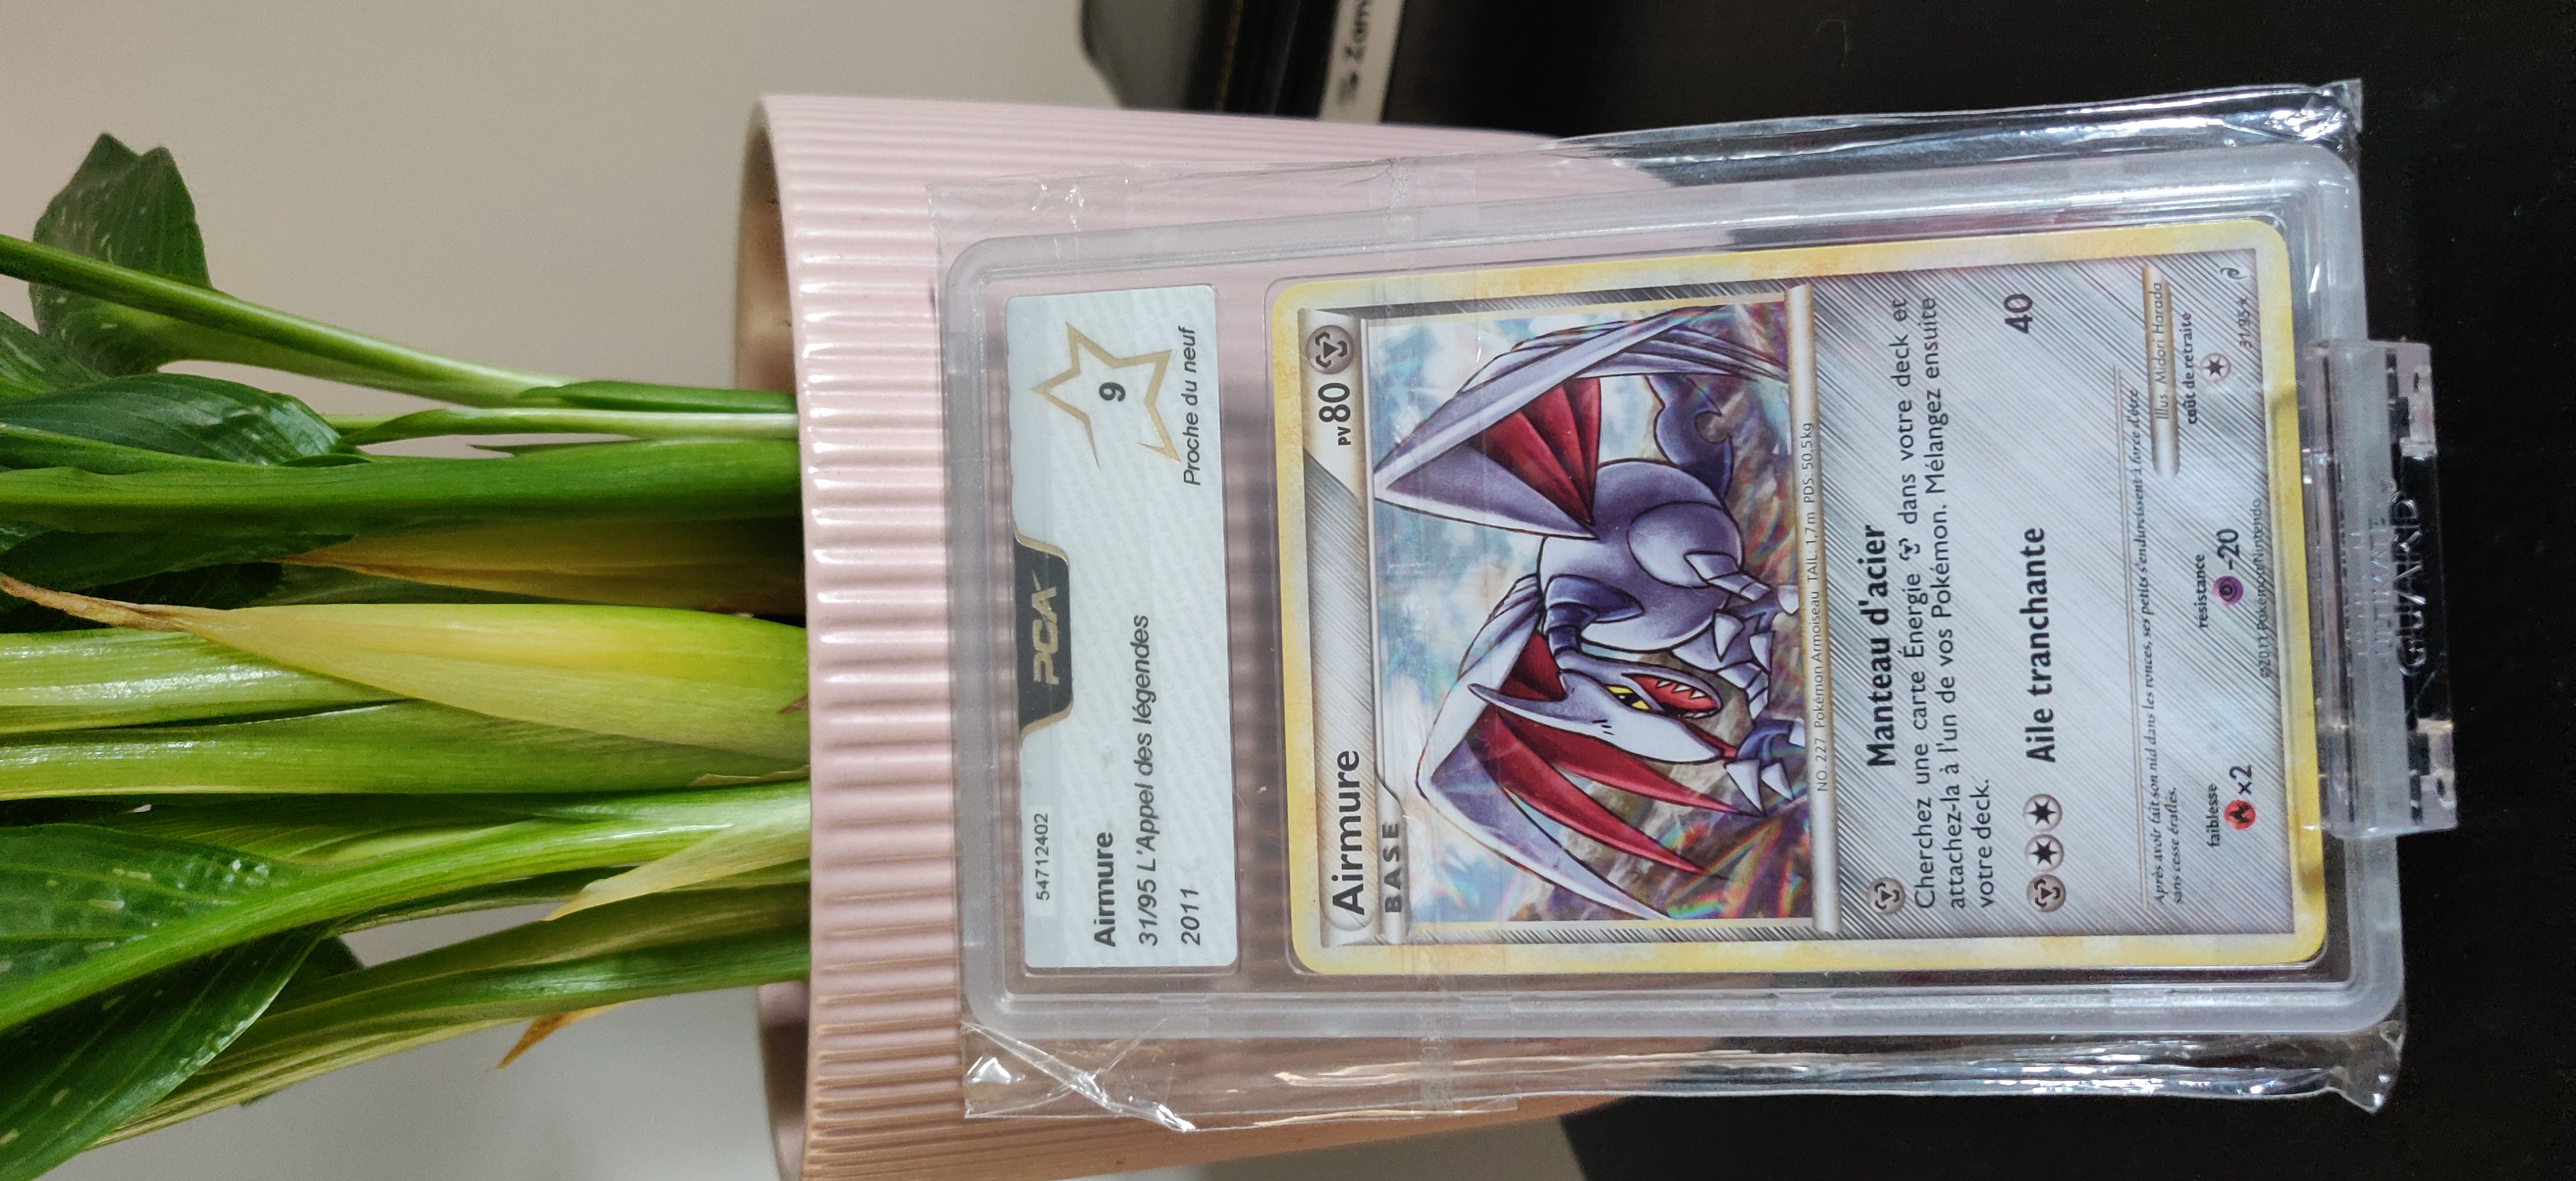 54712402
PCA
Airmure
31/95 L'Appel des légendes
2011
9
Proche du neuf
Airmure
PV 80
BASE
NO. 227 Pokémon Armoiseau TAIL: 1,7m PDS: 50,5kg
Manteau d'acier
Cherchez une carte Énergie dans votre deck et
attachez-la à l'un de vos Pokémon. Mélangez ensuite
votre deck.
Aile tranchante 40
Après avoir fait son nid dans les ronces, ses petits s'endurcissent à force d'être
sans cesse éraflés.
Illus. Midori Harada
faiblesse
x2
résistance
-20
coût de retraite
©2011 Pokémon/Nintendo
31/95
ULTIMATE
GUARD